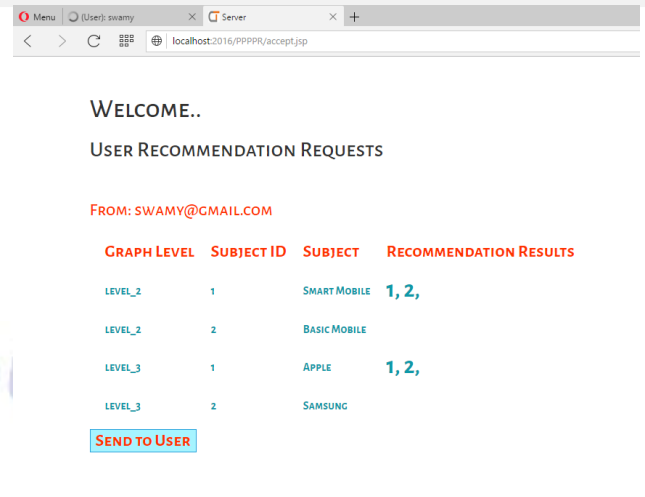 Menu (User): swamy Server
localhost:2016/PPPPR/accept.jsp
Welcome..
User Recommendation Requests
From: swamy@gmail.com
Graph Level Subject ID Subject Recommendation Results
level_2 1 Smart Mobile 1, 2,
level_2 2 Basic Mobile
level_3 1 Apple 1, 2,
level_3 2 Samsung
Send to User